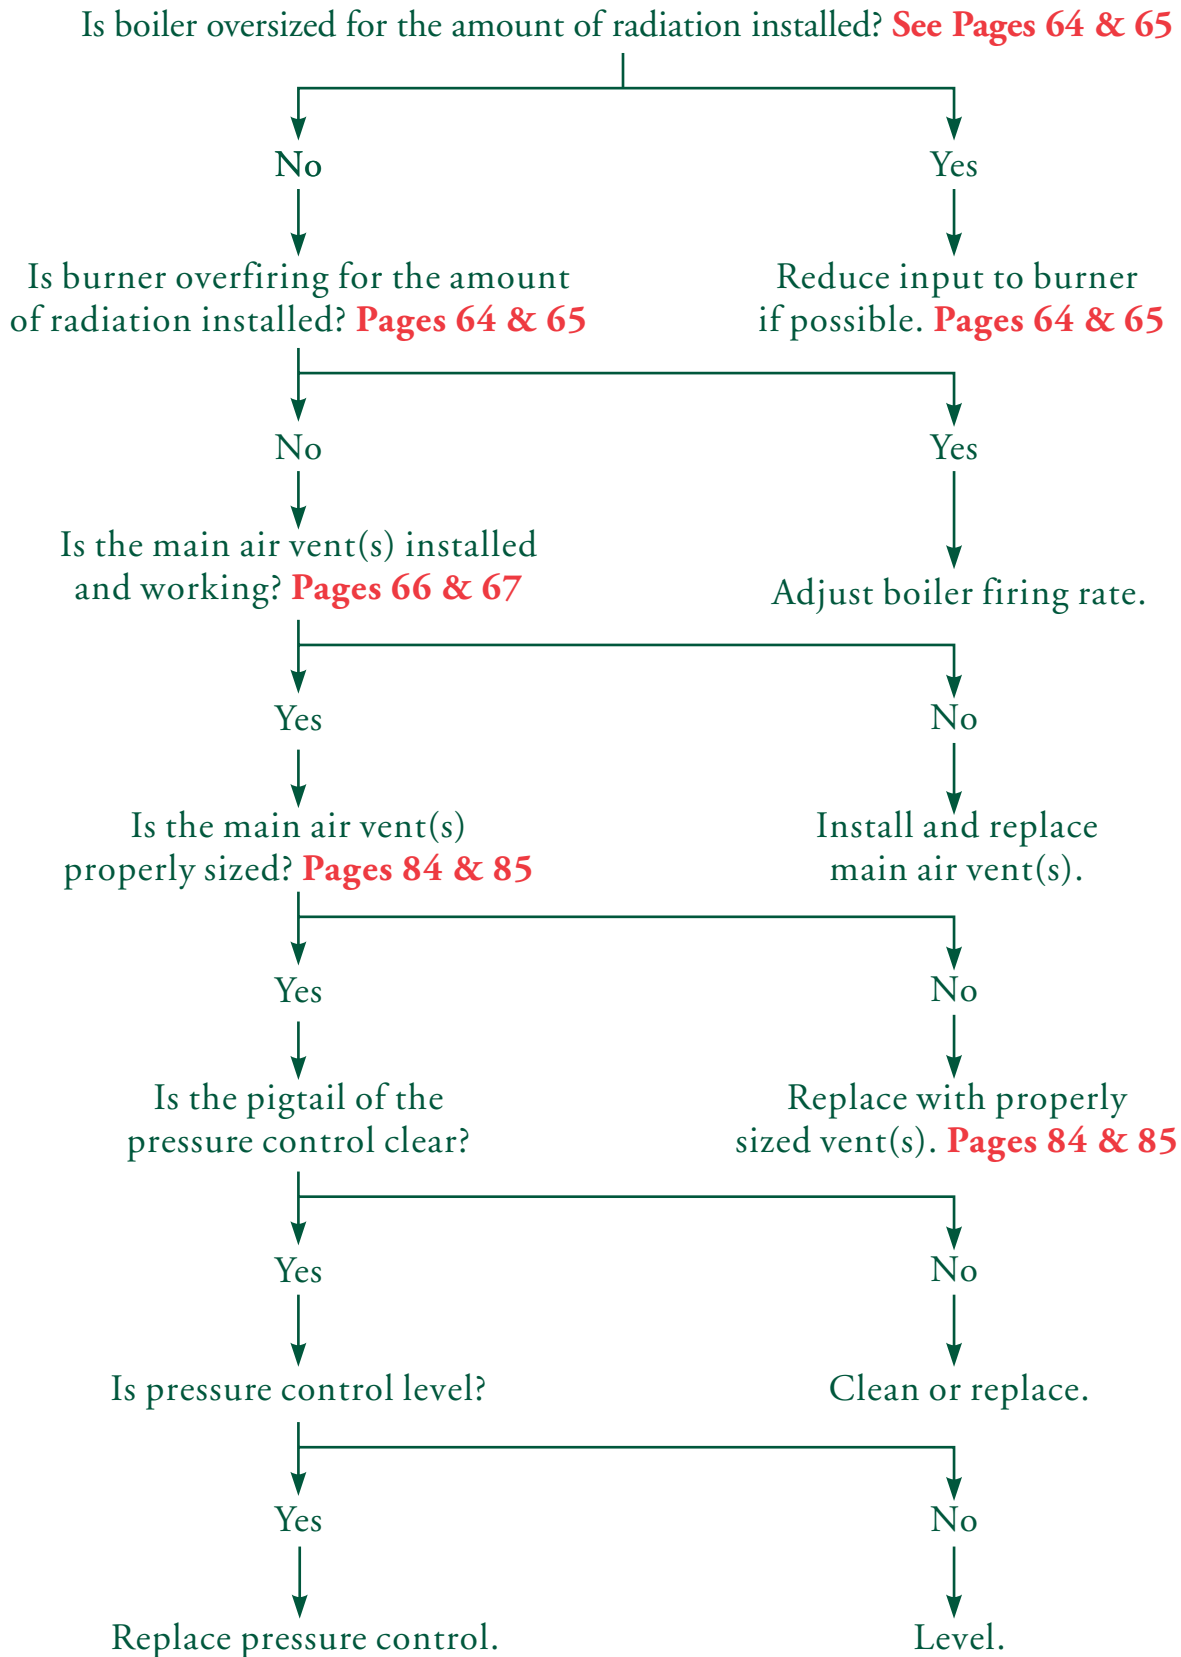 Is boiler oversized for the amount of radiation installed? See Pages 64 & 65
No
Yes
Is burner overfiring for the amount
of radiation installed? Pages 64 & 65
Reduce input to burner
if possible. Pages 64 & 65
No
Yes
Is the main air vent(s) installed
and working? Pages 66 & 67
Adjust boiler firing rate.
Yes
No
Is the main air vent(s)
properly sized? Pages 84 & 85
Install and replace
main air vent(s).
Yes
No
Is the pigtail of the
pressure control clear?
Replace with properly
sized vent(s). Pages 84 & 85
Yes
No
Is pressure control level?
Clean or replace.
Yes
No
Replace pressure control.
Level.